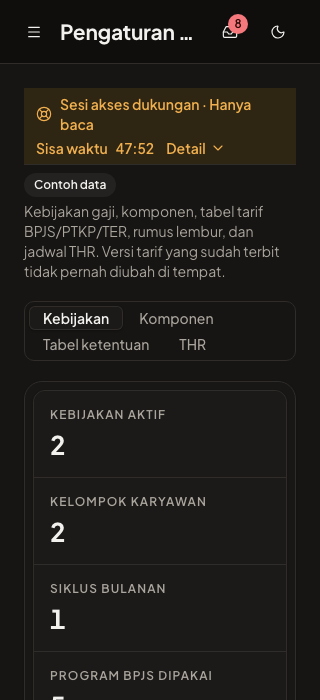 Pengaturan ...
8
Sesi akses dukungan · Hanya
baca
Sisa waktu 47:52 Detail
Contoh data
Kebijakan gaji, komponen, tabel tarif
BPJS/PTKP/TER, rumus lembur, dan
jadwal THR. Versi tarif yang sudah terbit
tidak pernah diubah di tempat.
Kebijakan Komponen
Tabel ketentuan THR
KEBIJAKAN AKTIF
2
KELOMPOK KARYAWAN
2
SIKLUS BULANAN
1
PROGRAM BPJS DIPAKAI